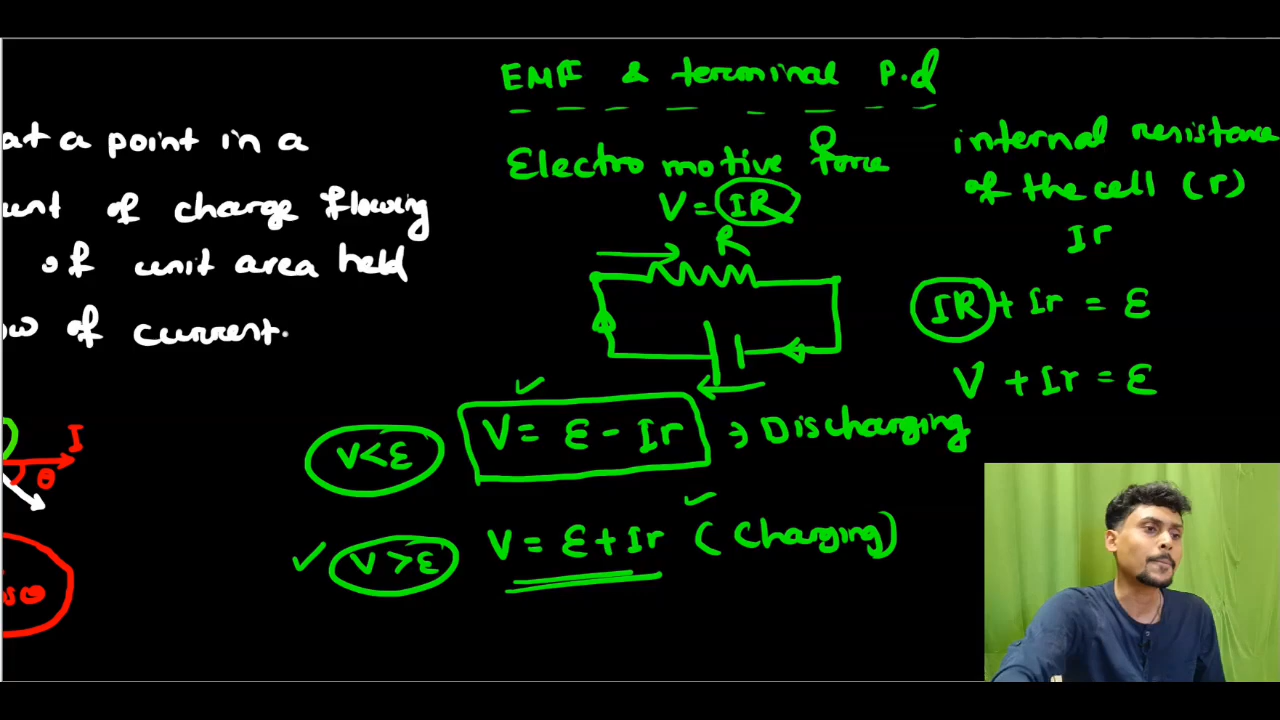 EMF & terminal P.d
at a point in a
Electro motive force
internal resistance
of the cell (r)
of charge flowing
V = IR
R
Ir
of unit area held
IR + Ir = ε
of current.
V + Ir = ε
I
θ
V < ε
V = ε - Ir
Discharging
V > ε
V = ε + Ir (Charging)